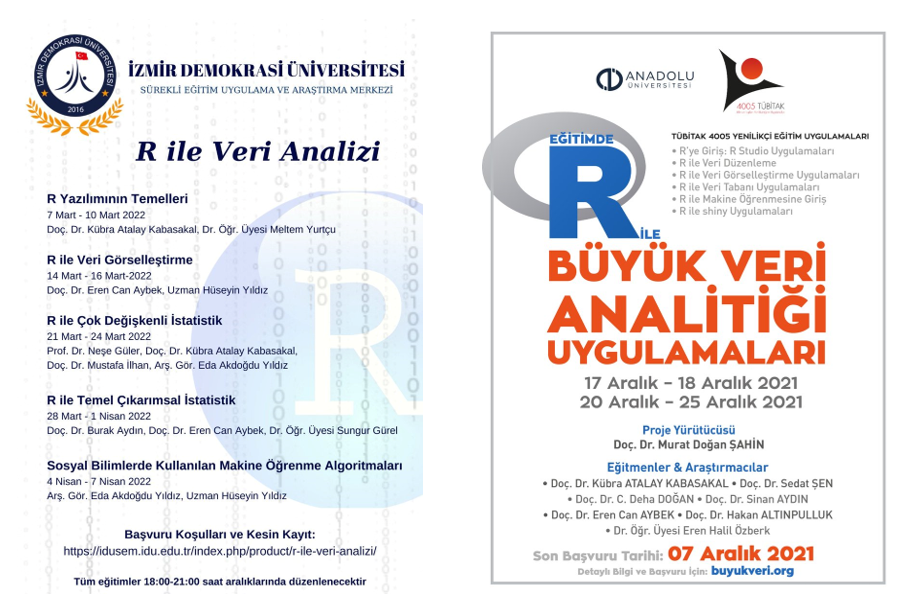 İZMİR DEMOKRASİ ÜNİVERSİTESİ
2016
İZMİR DEMOKRASİ ÜNİVERSİTESİ
SÜREKLİ EĞİTİM UYGULAMA VE ARAŞTIRMA MERKEZİ
R ile Veri Analizi
R Yazılımının Temelleri
7 Mart - 10 Mart 2022
Doç. Dr. Kübra Atalay Kabasakal, Dr. Öğr. Üyesi Meltem Yurtçu
R ile Veri Görselleştirme
14 Mart - 16 Mart-2022
Doç. Dr. Eren Can Aybek, Uzman Hüseyin Yıldız
R ile Çok Değişkenli İstatistik
21 Mart - 24 Mart 2022
Prof. Dr. Neşe Güler, Doç. Dr. Kübra Atalay Kabasakal,
Doç. Dr. Mustafa İlhan, Arş. Gör. Eda Akdoğdu Yıldız
R ile Temel Çıkarımsal İstatistik
28 Mart - 1 Nisan 2022
Doç. Dr. Burak Aydın, Doç. Dr. Eren Can Aybek, Dr. Öğr. Üyesi Sungur Gürel
Sosyal Bilimlerde Kullanılan Makine Öğrenme Algoritmaları
4 Nisan - 7 Nisan 2022
Arş. Gör. Eda Akdoğdu Yıldız, Uzman Hüseyin Yıldız
Başvuru Koşulları ve Kesin Kayıt:
https://idusem.idu.edu.tr/index.php/product/r-ile-veri-analizi/
Tüm eğitimler 18:00-21:00 saat aralıklarında düzenlenecektir
R
ANADOLU
ÜNİVERSİTESİ
4005 TÜBİTAK
TÜBİTAK 4005 YENİLİKÇİ EĞİTİM UYGULAMALARI
• R'ye Giriş: R Studio Uygulamaları
• R ile Veri Düzenleme
• R ile Veri Görselleştirme Uygulamaları
• R ile Veri Tabanı Uygulamaları
• R ile Makine Öğrenmesine Giriş
• R ile shiny Uygulamaları
EĞİTİMDE
R
İLE
BÜYÜK VERİ
ANALİTİĞİ
UYGULAMALARI
17 Aralık – 18 Aralık 2021
20 Aralık – 25 Aralık 2021
Proje Yürütücüsü
Doç. Dr. Murat Doğan ŞAHİN
Eğitmenler & Araştırmacılar
• Doç. Dr. Kübra ATALAY KABASAKAL • Doç. Dr. Sedat ŞEN
• Doç. Dr. C. Deha DOĞAN • Doç. Dr. Sinan AYDIN
• Doç. Dr. Eren Can AYBEK • Doç. Dr. Hakan ALTINPULLUK
• Dr. Öğr. Üyesi Eren Halil Özberk
Son Başvuru Tarihi: 07 Aralık 2021
Detaylı Bilgi ve Başvuru İçin: buyukveri.org